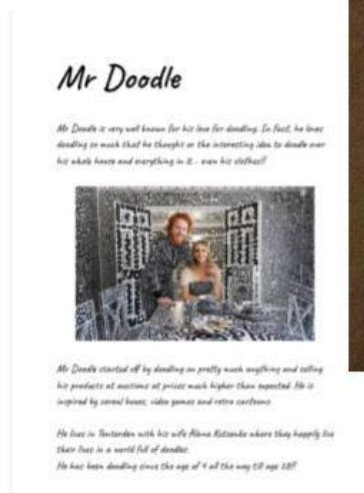 Mr Doodle
Mr Doodle is very well known for his love for doodling. In fact, he loves
doodling so much that he thought or the interesting idea to doodle over
his whole house and everything in it... even his clothes!!
Mr Doodle started off by doodling on pretty much anything and selling
his products at auctions at prices much higher than expected. He is
inspired by cereal boxes, video games and retro cartoons.
He lives in Tenterden with his wife Alena Kutsenko where they happily live
their lives in a world full of doodles.
He has been doodling since the age of 4 all the way till age 28!!